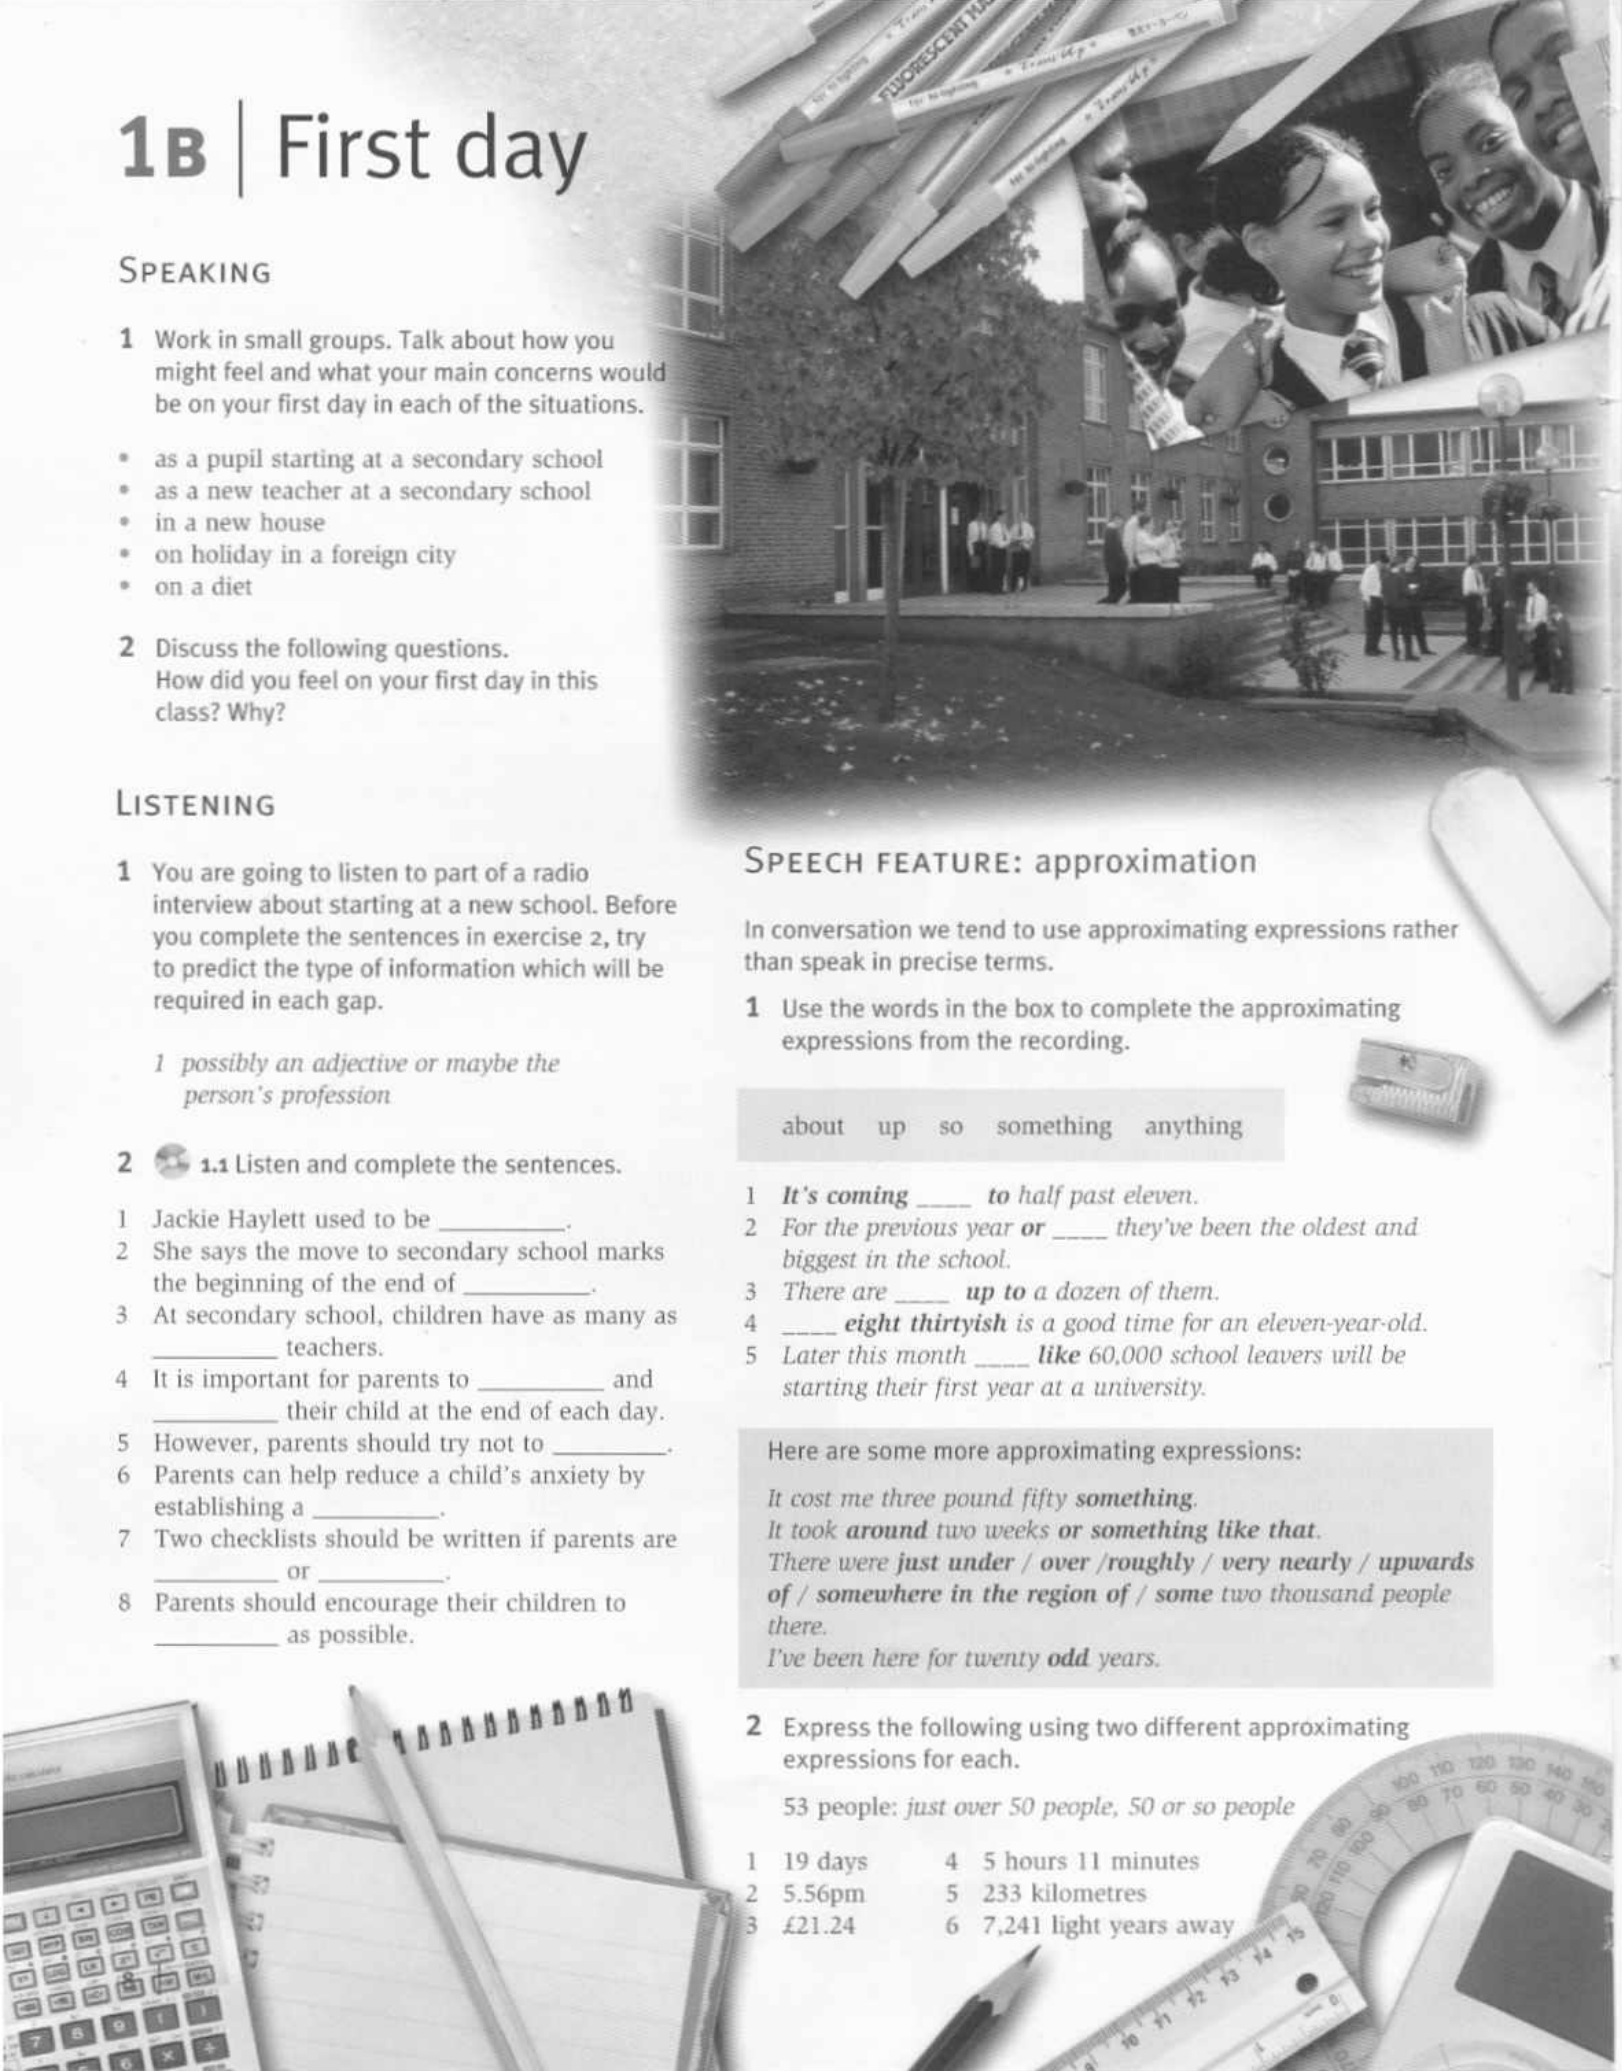 1B | First day
SPEAKING
1 Work in small groups. Talk about how you
might feel and what your main concerns would
be on your first day in each of the situations.
• as a pupil starting at a secondary school
• as a new teacher at a secondary school
• in a new house
• on holiday in a foreign city
• on a diet
2 Discuss the following questions.
How did you feel on your first day in this
class? Why?
LISTENING
1 You are going to listen to part of a radio
interview about starting at a new school. Before
you complete the sentences in exercise 2, try
to predict the type of information which will be
required in each gap.
1 possibly an adjective or maybe the
person's profession
2 1.1 Listen and complete the sentences.
1 Jackie Haylett used to be ________.
2 She says the move to secondary school marks
the beginning of the end of ________.
3 At secondary school, children have as many as
________ teachers.
4 It is important for parents to ________ and
________ their child at the end of each day.
5 However, parents should try not to ________.
6 Parents can help reduce a child's anxiety by
establishing a ________.
7 Two checklists should be written if parents are
________ or ________.
8 Parents should encourage their children to
________ as possible.
SPEECH FEATURE: approximation
In conversation we tend to use approximating expressions rather
than speak in precise terms.
1 Use the words in the box to complete the approximating
expressions from the recording.
about up so something anything
1 It's coming ____ to half past eleven.
2 For the previous year or ____ they've been the oldest and
biggest in the school.
3 There are ____ up to a dozen of them.
4 ____ eight thirtyish is a good time for an eleven-year-old.
5 Later this month ____ like 60,000 school leavers will be
starting their first year at a university.
Here are some more approximating expressions:
It cost me three pound fifty something.
It took around two weeks or something like that.
There were just under / over /roughly / very nearly / upwards
of / somewhere in the region of / some two thousand people
there.
I've been here for twenty odd years.
2 Express the following using two different approximating
expressions for each.
53 people: just over 50 people, 50 or so people
1 19 days
2 5.56pm
3 £21.24
4 5 hours 11 minutes
5 233 kilometres
6 7,241 light years away
8